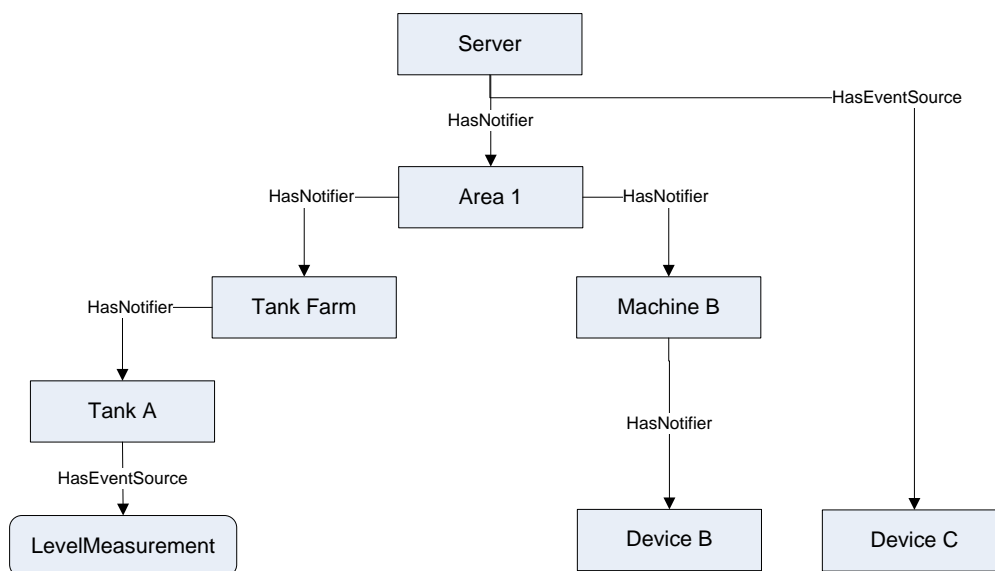 Server
HasEventSource
HasNotifier
Area 1
HasNotifier
HasNotifier
Tank Farm
Machine B
HasNotifier
Tank A
HasNotifier
HasEventSource
LevelMeasurement
Device B
Device C